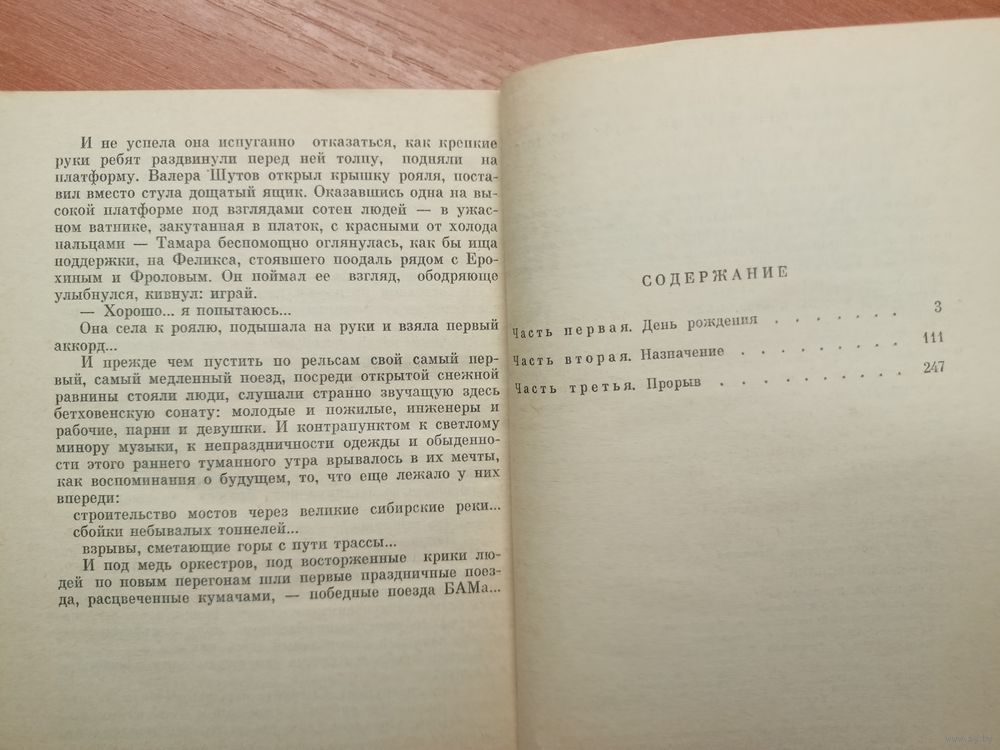 И не успела она испуганно отказаться, как крепкие
руки ребят раздвинули перед ней толпу, подняли на
платформу. Валера Шутов открыл крышку рояля, поста-
вил вместо стула дощатый ящик. Оказавшись одна на вы-
сокой платформе под взглядами сотен людей — в ужас-
ном ватнике, закутанная в платок, с красными от холода
пальцами — Тамара беспомощно оглянулась, как бы ища
поддержки, на Феликса, стоявшего поодаль рядом с Еро-
хиным и Фроловым. Он поймал ее взгляд, ободряюще
улыбнулся, кивнул: играй.
— Хорошо... я попытаюсь...
Она села к роялю, подышала на руки и взяла первый
аккорд...
И прежде чем пустить по рельсам свой самый пер-
вый, самый медленный поезд, посреди открытой снежной
равнины стояли люди, слушали странно звучащую здесь
бетховенскую сонату: молодые и пожилые, инженеры и
рабочие, парни и девушки. И контрапунктом к светлому
минору музыки, к непраздничности одежды и обыденно-
сти этого раннего туманного утра врывалось в их мечты,
как воспоминания о будущем, то, что еще лежало у них
впереди:
строительство мостов через великие сибирские реки...
сбойки небывалых тоннелей...
взрывы, сметающие горы с пути трассы...
И под медь оркестров, под восторженные крики лю-
дей по новым перегонам шли первые праздничные поез-
да, расцвеченные кумачами, — победные поезда БАМа...
СОДЕРЖАНИЕ
Часть первая. День рождения . . . . . . . 3
Часть вторая. Назначение . . . . . . . . . 111
Часть третья. Прорыв . . . . . . . . . . 247